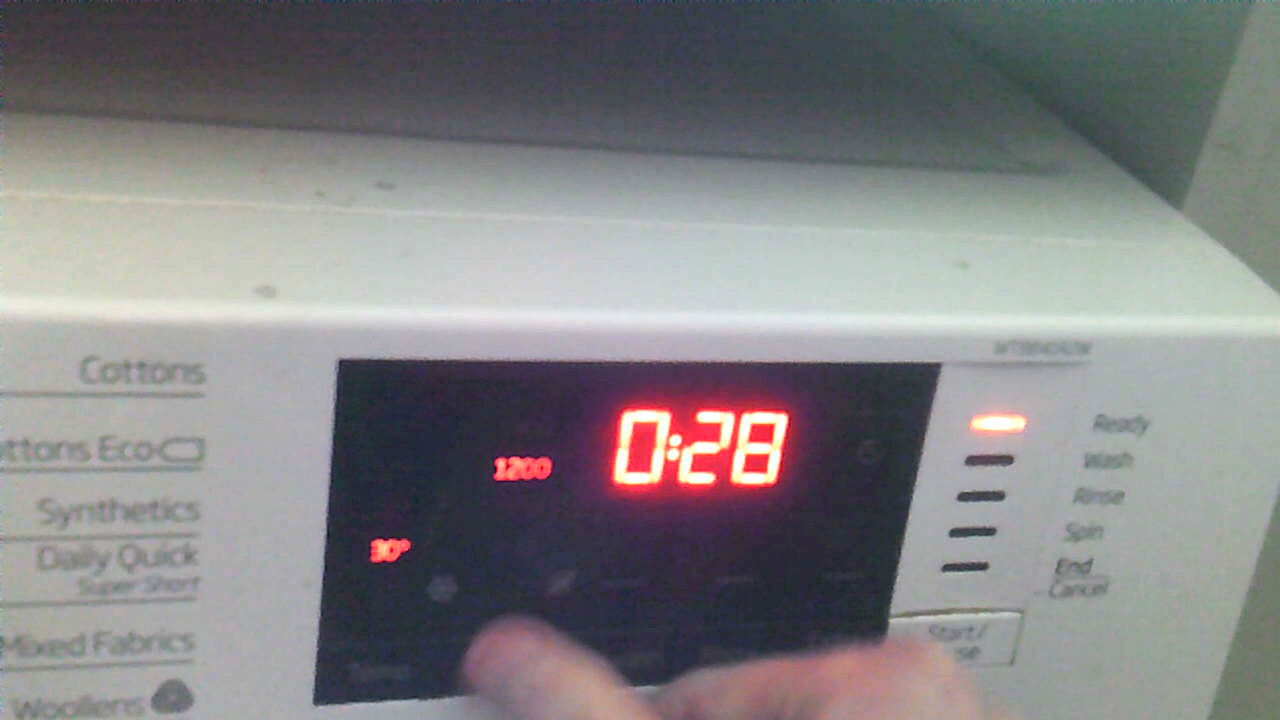 Cottons
ttons Eco
Synthetics
Daily Quick
Super Short
Mixed Fabrics
Woollens
0:28
1200
30°
Ready
Wash
Rinse
Spin
End
Cancel
Start/